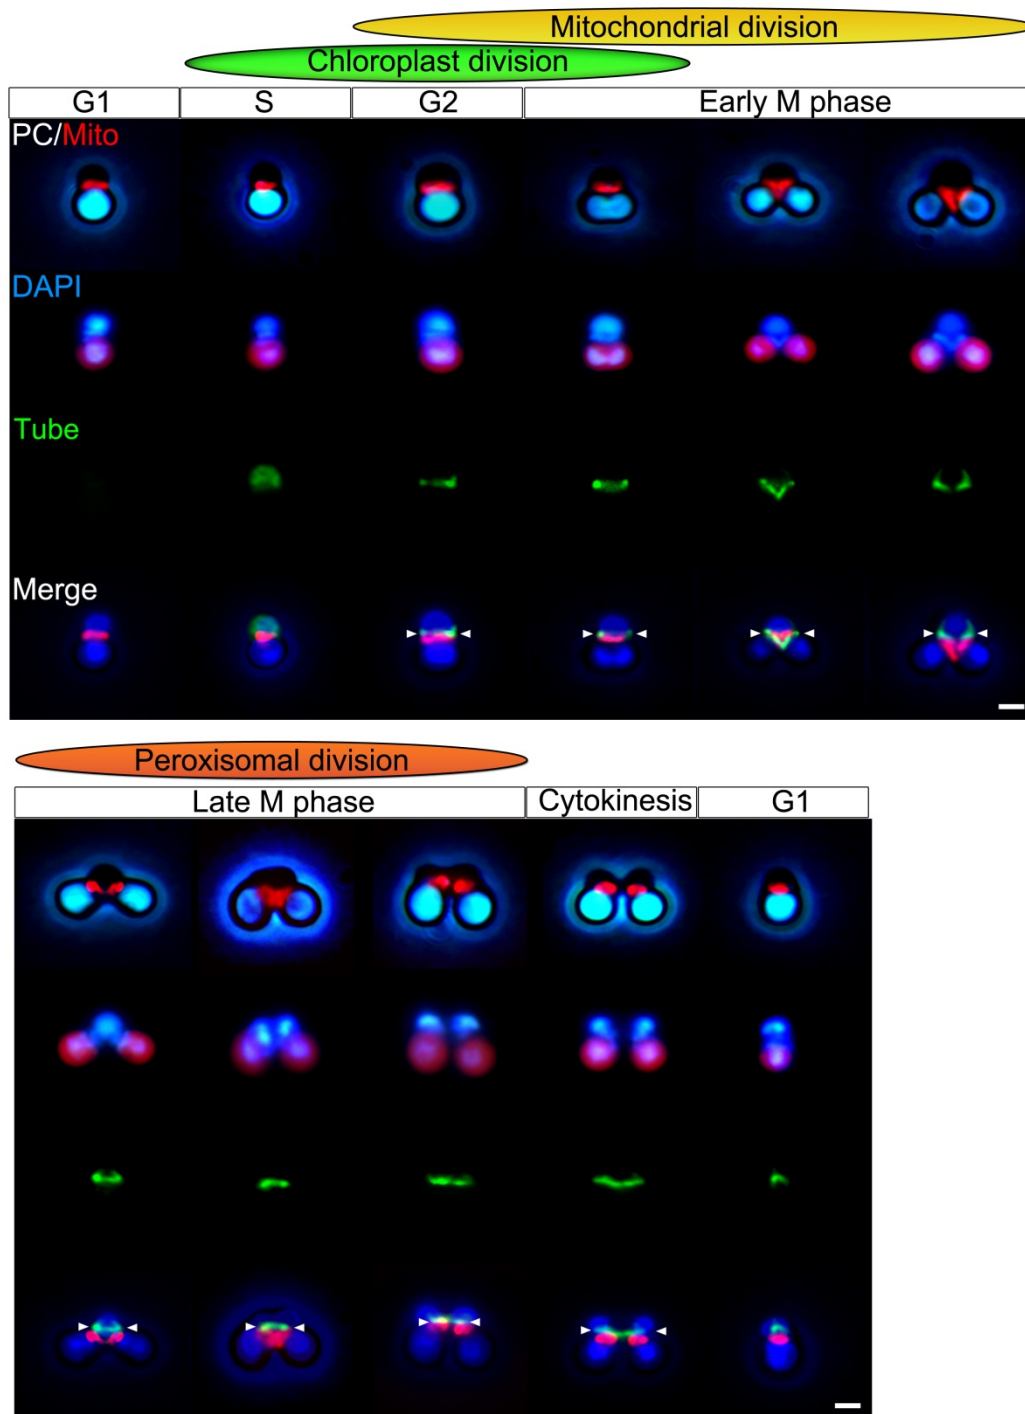 Mitochondrial division
Chloroplast division
G1 S G2 Early M phase
PC/Mito
DAPI
Tube
Merge
Peroxisomal division
Late M phase Cytokinesis G1